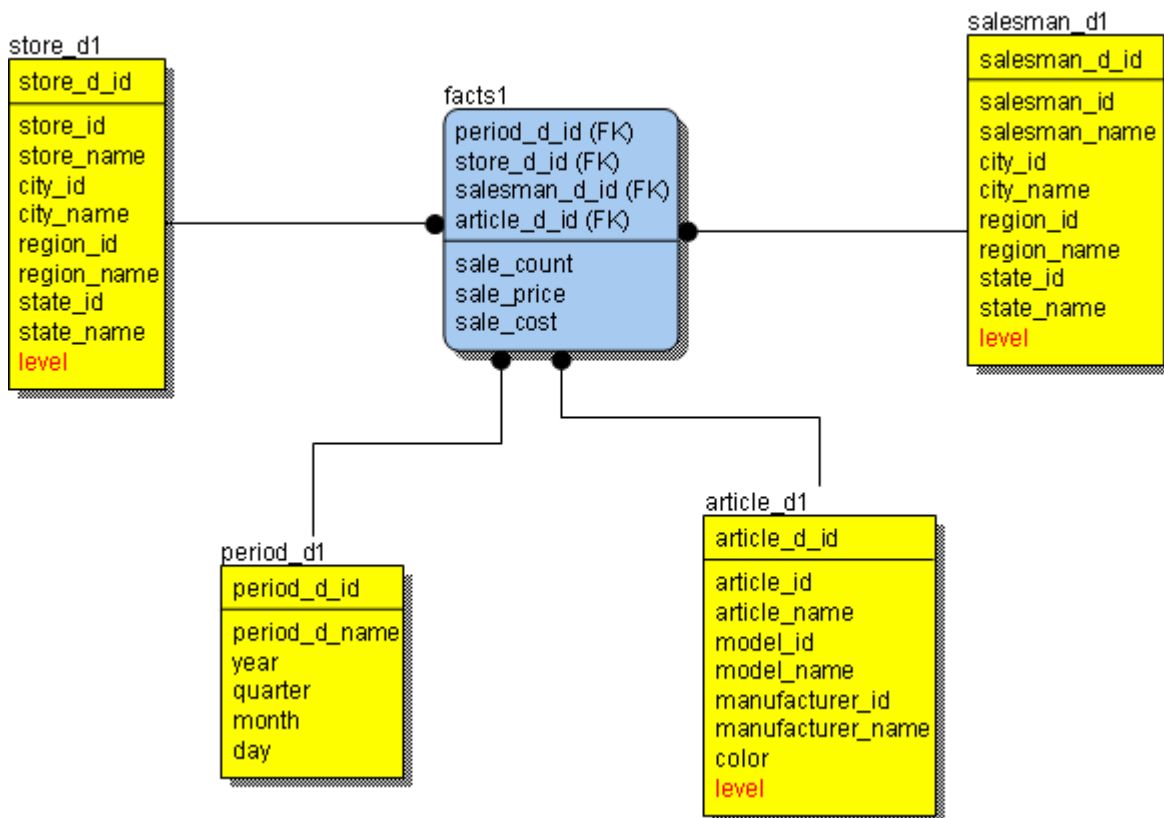 store_d1
store_d_id
store_id
store_name
city_id
city_name
region_id
region_name
state_id
state_name
level
facts1
period_d_id (FK)
store_d_id (FK)
salesman_d_id (FK)
article_d_id (FK)
sale_count
sale_price
sale_cost
salesman_d1
salesman_d_id
salesman_id
salesman_name
city_id
city_name
region_id
region_name
state_id
state_name
level
period_d1
period_d_id
period_d_name
year
quarter
month
day
article_d1
article_d_id
article_id
article_name
model_id
model_name
manufacturer_id
manufacturer_name
color
level